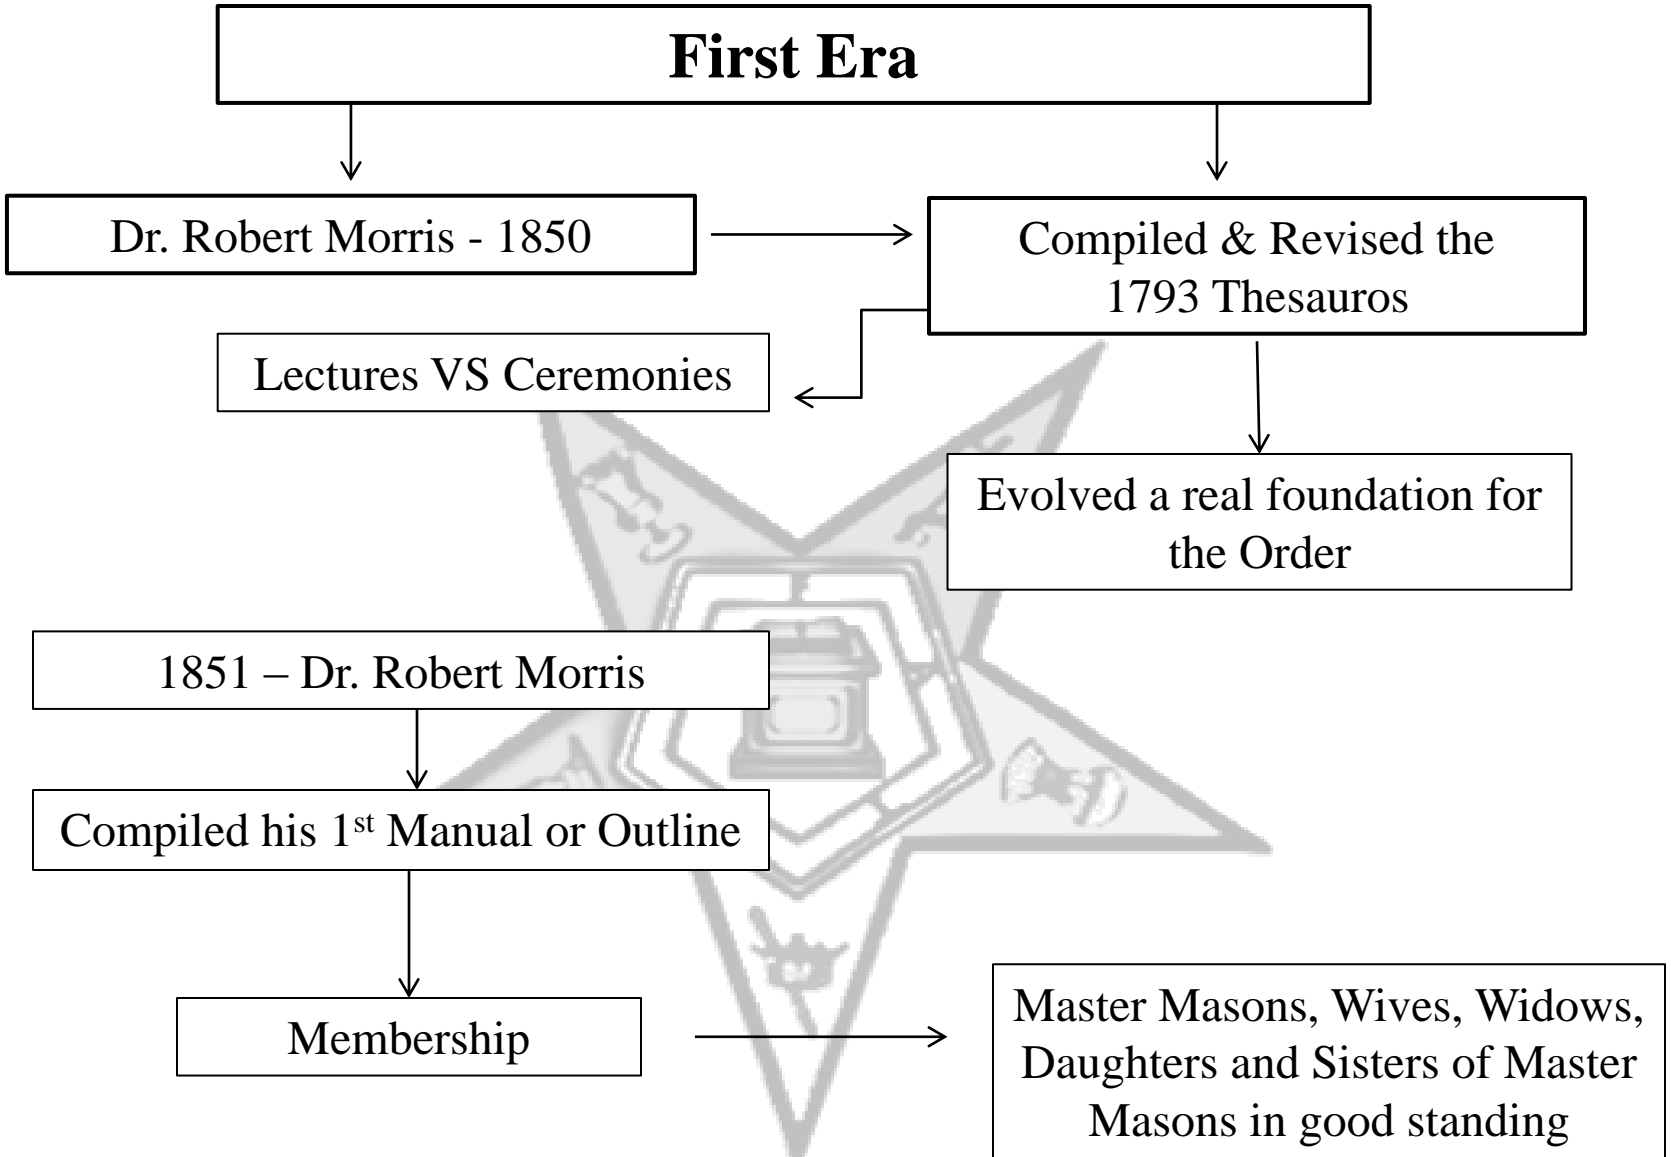 First Era
Dr. Robert Morris - 1850
Compiled & Revised the
1793 Thesauros
Lectures VS Ceremonies
Evolved a real foundation for
the Order
1851 – Dr. Robert Morris
Compiled his 1st Manual or Outline
Membership
Master Masons, Wives, Widows,
Daughters and Sisters of Master
Masons in good standing